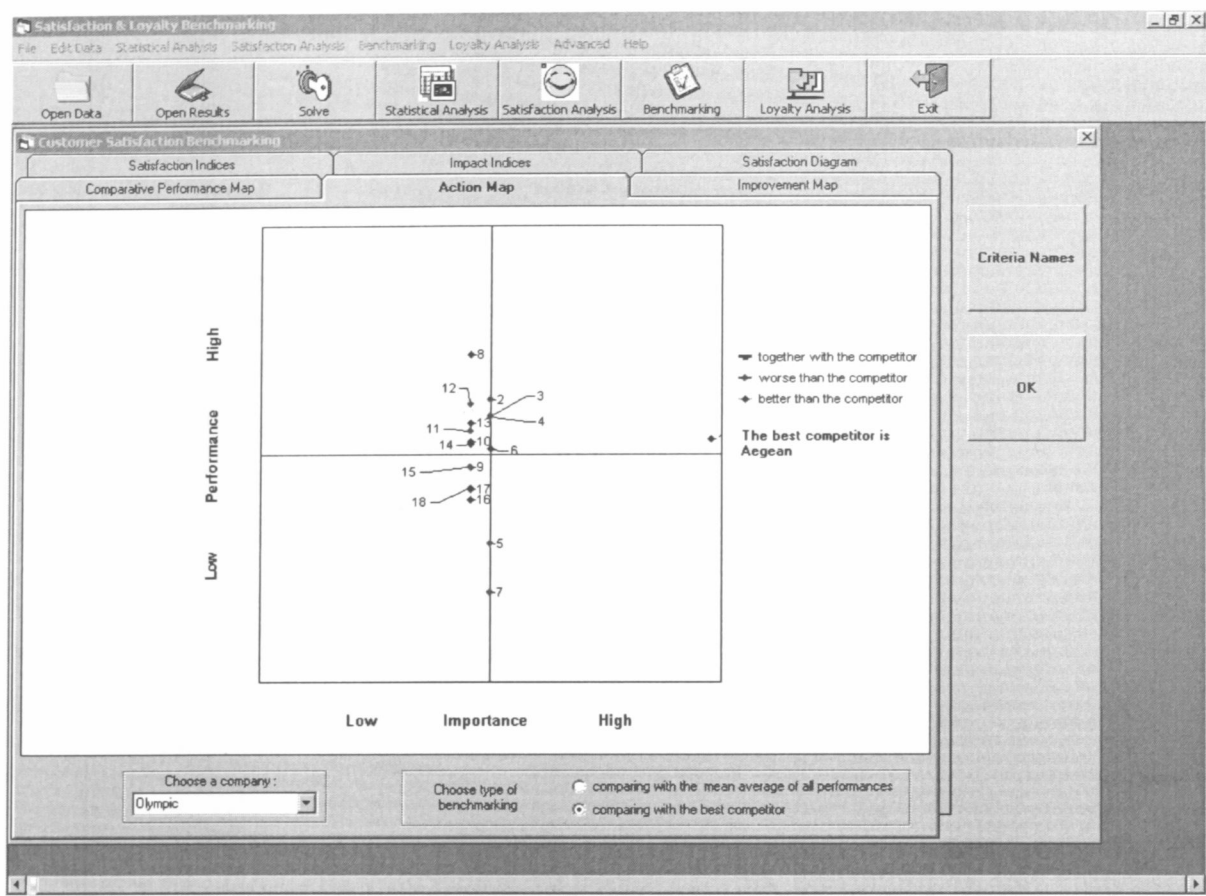 Satisfaction & Loyalty Benchmarking
File Edit Data Statistical Analysis Satisfaction Analysis Benchmarking Loyalty Analysis Advanced Help
Open Data Open Results Solve Statistical Analysis Satisfaction Analysis Benchmarking Loyalty Analysis Exit
Customer Satisfaction Benchmarking
Satisfaction Indices Impact Indices Satisfaction Diagram
Comparative Performance Map Action Map Improvement Map
Criteria Names
OK
High
Performance
Low
8
12
2
3
13
4
11
14
10
6
15
9
17
18
16
5
7
together with the competitor
worse than the competitor
better than the competitor
The best competitor is
Aegean
Low Importance High
Choose a company :
Olympic
Choose type of
benchmarking
comparing with the mean average of all performances
comparing with the best competitor